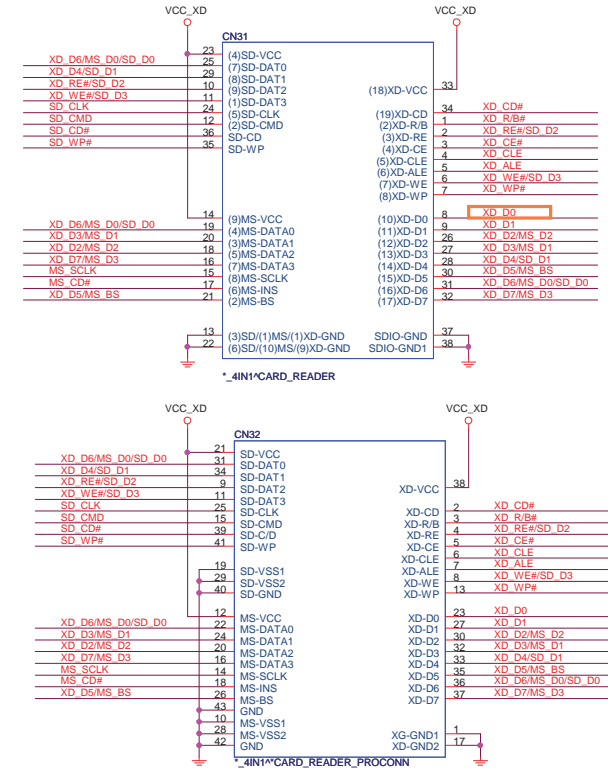 VCC_XD VCC_XD
CN31
23 (4)SD-VCC
XD_D6/MS_D0/SD_D0 25 (7)SD-DAT0
XD_D4/SD_D1 29 (8)SD-DAT1
XD_RE#/SD_D2 10 (9)SD-DAT2
XD_WE#/SD_D3 11 (1)SD-DAT3
SD_CLK 24 (5)SD-CLK
SD_CMD 12 (2)SD-CMD
SD_CD# 36 SD-CD
SD_WP# 35 SD-WP
(18)XD-VCC 33
(19)XD-CD 34 XD_CD#
(2)XD-R/B 1 XD_R/B#
(3)XD-RE 2 XD_RE#/SD_D2
(4)XD-CE 3 XD_CE#
(5)XD-CLE 4 XD_CLE
(6)XD-ALE 5 XD_ALE
(7)XD-WE 6 XD_WE#/SD_D3
(8)XD-WP 7 XD_WP#
14 (9)MS-VCC
XD_D6/MS_D0/SD_D0 19 (4)MS-DATA0
XD_D3/MS_D1 20 (3)MS-DATA1
XD_D2/MS_D2 18 (5)MS-DATA2
XD_D7/MS_D3 16 (7)MS-DATA3
MS_SCLK 15 (8)MS-SCLK
MS_CD# 17 (6)MS-INS
XD_D5/MS_BS 21 (2)MS-BS
(10)XD-D0 8 XD_D0
(11)XD-D1 9 XD_D1
(12)XD-D2 26 XD_D2/MS_D2
(13)XD-D3 27 XD_D3/MS_D1
(14)XD-D4 28 XD_D4/SD_D1
(15)XD-D5 30 XD_D5/MS_BS
(16)XD-D6 31 XD_D6/MS_D0/SD_D0
(17)XD-D7 32 XD_D7/MS_D3
13 (3)SD/(1)MS/(1)XD-GND SDIO-GND 37
22 (6)SD/(10)MS/(9)XD-GND SDIO-GND1 38
*_4IN1^CARD_READER
VCC_XD VCC_XD
CN32
21 SD-VCC
XD_D6/MS_D0/SD_D0 31 SD-DAT0
XD_D4/SD_D1 34 SD-DAT1
XD_RE#/SD_D2 9 SD-DAT2
XD_WE#/SD_D3 11 SD-DAT3
SD_CLK 25 SD-CLK
SD_CMD 15 SD-CMD
SD_CD# 39 SD-C/D
SD_WP# 41 SD-WP
XD-VCC 38
XD-CD 2 XD_CD#
XD-R/B 3 XD_R/B#
XD-RE 4 XD_RE#/SD_D2
XD-CE 5 XD_CE#
XD-CLE 6 XD_CLE
XD-ALE 7 XD_ALE
XD-WE 8 XD_WE#/SD_D3
XD-WP 13 XD_WP#
19 SD-VSS1
29 SD-VSS2
40 SD-GND
12 MS-VCC
XD_D6/MS_D0/SD_D0 22 MS-DATA0
XD_D3/MS_D1 24 MS-DATA1
XD_D2/MS_D2 20 MS-DATA2
XD_D7/MS_D3 16 MS-DATA3
MS_SCLK 14 MS-SCLK
MS_CD# 18 MS-INS
XD_D5/MS_BS 26 MS-BS
43 GND
10 MS-VSS1
28 MS-VSS2
42 GND
XD-D0 23 XD_D0
XD-D1 27 XD_D1
XD-D2 30 XD_D2/MS_D2
XD-D3 32 XD_D3/MS_D1
XD-D4 33 XD_D4/SD_D1
XD-D5 35 XD_D5/MS_BS
XD-D6 36 XD_D6/MS_D0/SD_D0
XD-D7 37 XD_D7/MS_D3
XG-GND1 1
XD-GND2 17
*_4IN1^*CARD_READER_PROCONN